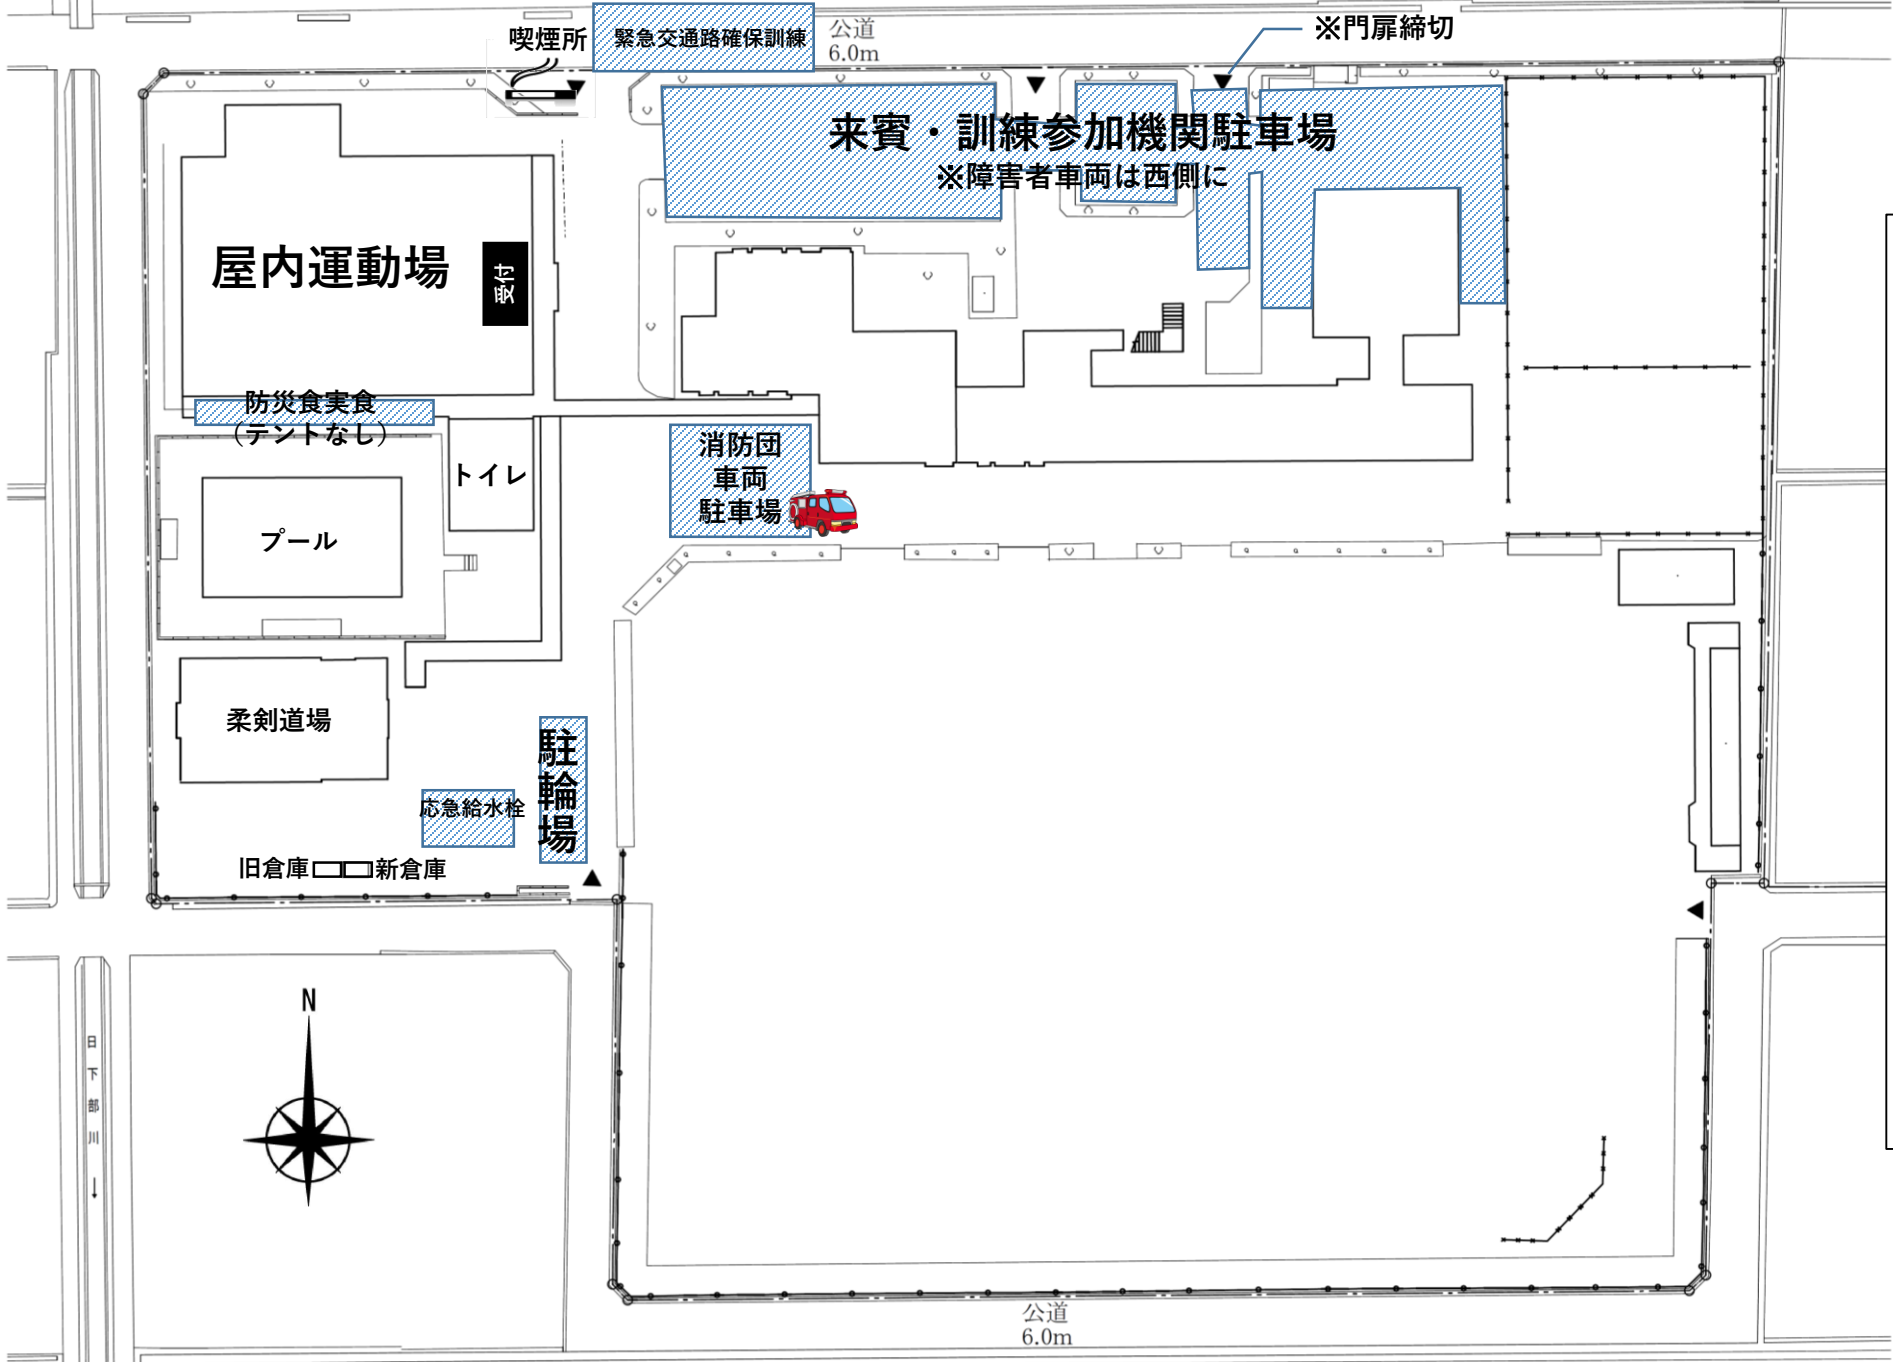 喫煙所
緊急交通路確保訓練
公道
6.0m
※門扉締切
来賓・訓練参加機関駐車場
※障害者車両は西側に
屋内運動場
受付
防災食実食
（テントなし）
トイレ
消防団
車両
駐車場
プール
柔剣道場
駐輪場
応急給水栓
旧倉庫
新倉庫
N
日下部川→
公道
6.0m